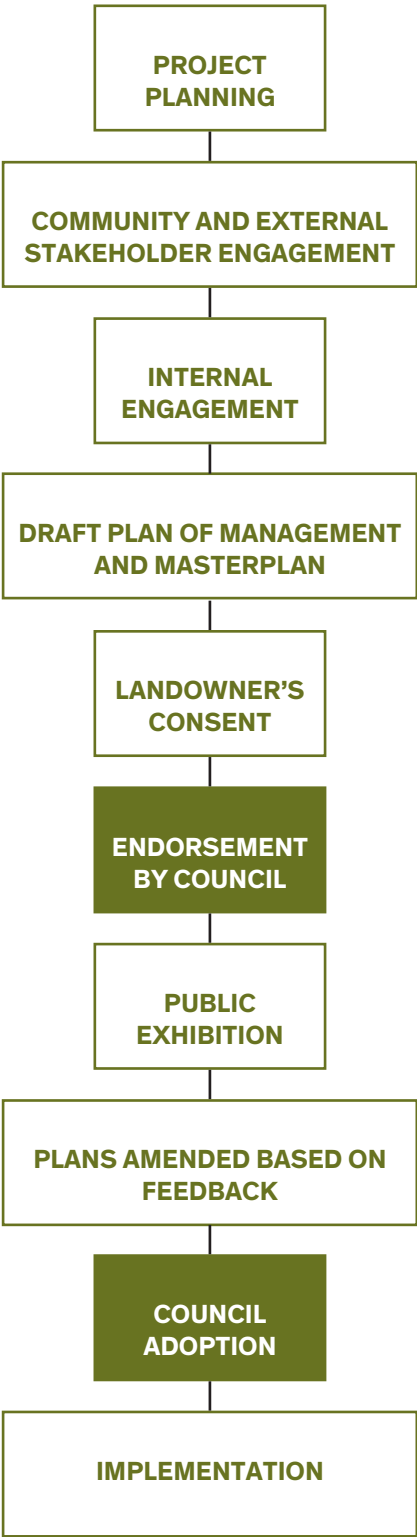 PROJECT
PLANNING
COMMUNITY AND EXTERNAL
STAKEHOLDER ENGAGEMENT
INTERNAL
ENGAGEMENT
DRAFT PLAN OF MANAGEMENT
AND MASTERPLAN
LANDOWNER’S
CONSENT
ENDORSEMENT
BY COUNCIL
PUBLIC
EXHIBITION
PLANS AMENDED BASED ON
FEEDBACK
COUNCIL
ADOPTION
IMPLEMENTATION